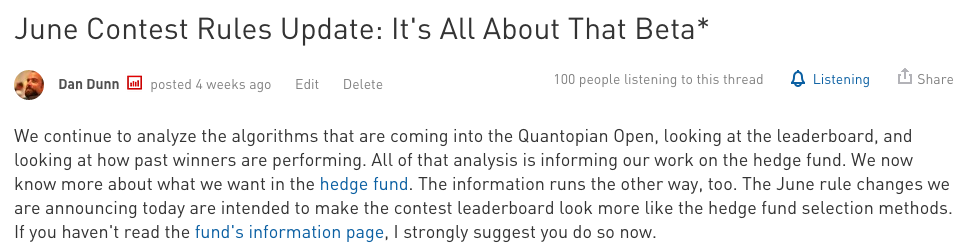 June Contest Rules Update: It's All About That Beta*
Dan Dunn posted 4 weeks ago Edit Delete 100 people listening to this thread Listening Share
We continue to analyze the algorithms that are coming into the Quantopian Open, looking at the leaderboard, and
looking at how past winners are performing. All of that analysis is informing our work on the hedge fund. We now
know more about what we want in the hedge fund. The information runs the other way, too. The June rule changes we
are announcing today are intended to make the contest leaderboard look more like the hedge fund selection methods.
If you haven't read the fund's information page, I strongly suggest you do so now.